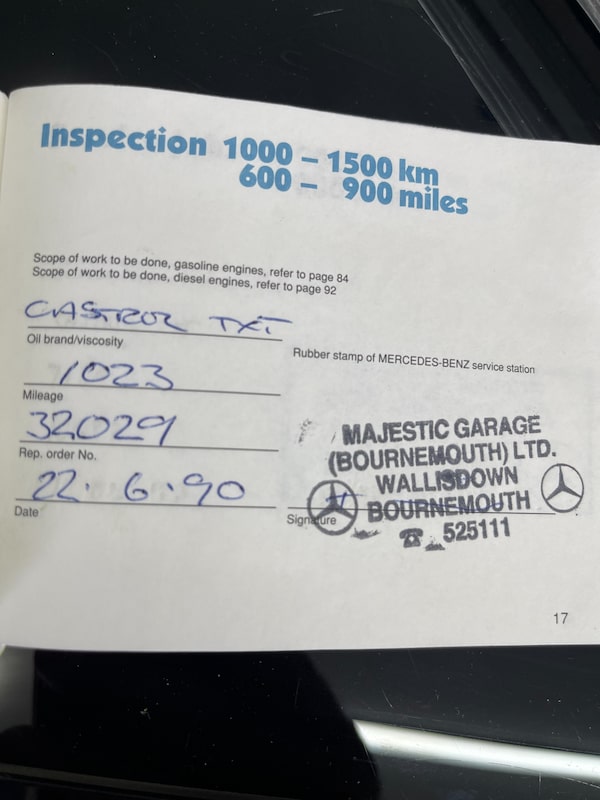 Inspection 1000 – 1500 km
600 – 900 miles
Scope of work to be done, gasoline engines, refer to page 84
Scope of work to be done, diesel engines, refer to page 92
CASTROL TXT
Oil brand/viscosity
1023
Mileage
32029
Rep. order No.
22. 6. 90
Date
Rubber stamp of MERCEDES-BENZ service station
MAJESTIC GARAGE
(BOURNEMOUTH) LTD.
WALLISDOWN
BOURNEMOUTH
☎ 525111
Signature
17